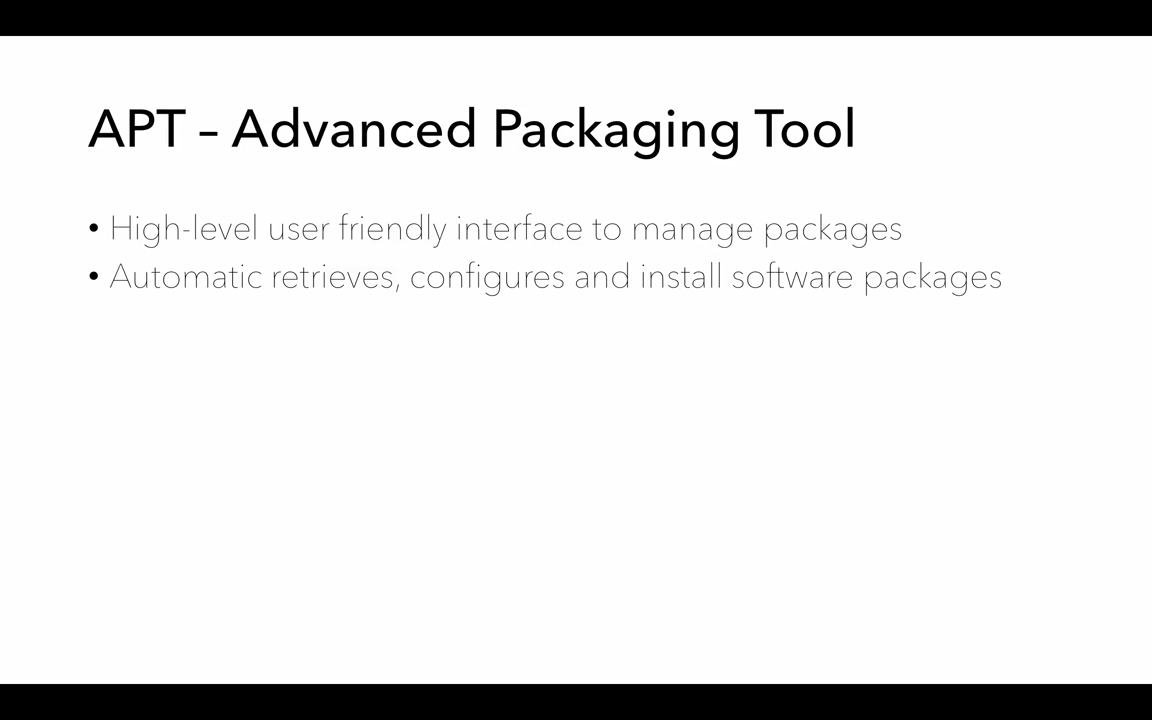 APT – Advanced Packaging Tool
• High-level user friendly interface to manage packages
• Automatic retrieves, configures and install software packages